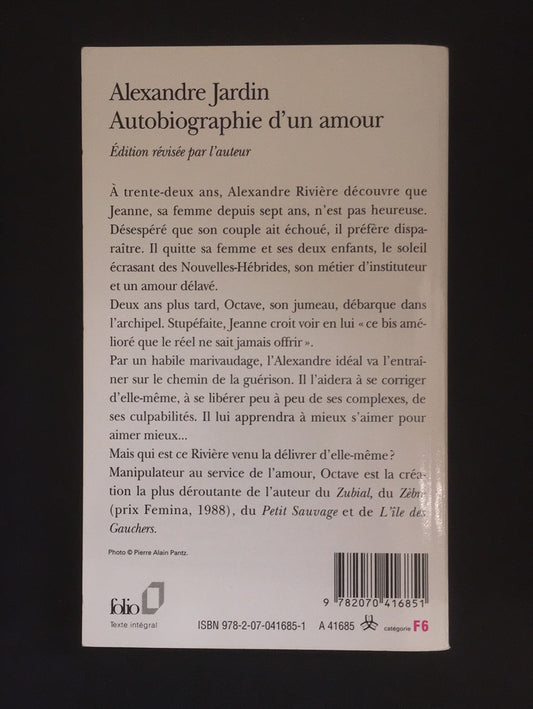 Alexandre Jardin
Autobiographie d'un amour
Édition révisée par l'auteur
À trente-deux ans, Alexandre Rivière découvre que
Jeanne, sa femme depuis sept ans, n'est pas heureuse.
Désespéré que son couple ait échoué, il préfère dispa-
raître. Il quitte sa femme et ses deux enfants, le soleil
écrasant des Nouvelles-Hébrides, son métier d'instituteur
et un amour délavé.
Deux ans plus tard, Octave, son jumeau, débarque dans
l'archipel. Stupéfaite, Jeanne croit voir en lui « ce bis amé-
lioré que le réel ne sait jamais offrir ».
Par un habile marivaudage, l'Alexandre idéal va l'entraî-
ner sur le chemin de la guérison. Il l'aidera à se corriger
d'elle-même, à se libérer peu à peu de ses complexes, de
ses culpabilités. Il lui apprendra à mieux s'aimer pour
aimer mieux...
Mais qui est ce Rivière venu la délivrer d'elle-même ?
Manipulateur au service de l'amour, Octave est la créa-
tion la plus déroutante de l'auteur du Zubial, du Zèbre
(prix Femina, 1988), du Petit Sauvage et de L'île des
Gauchers.
Photo © Pierre Alain Pantz.
9 782070 416851
folio
Texte intégral
ISBN 978-2-07-041685-1 A 41685 catégorie F6